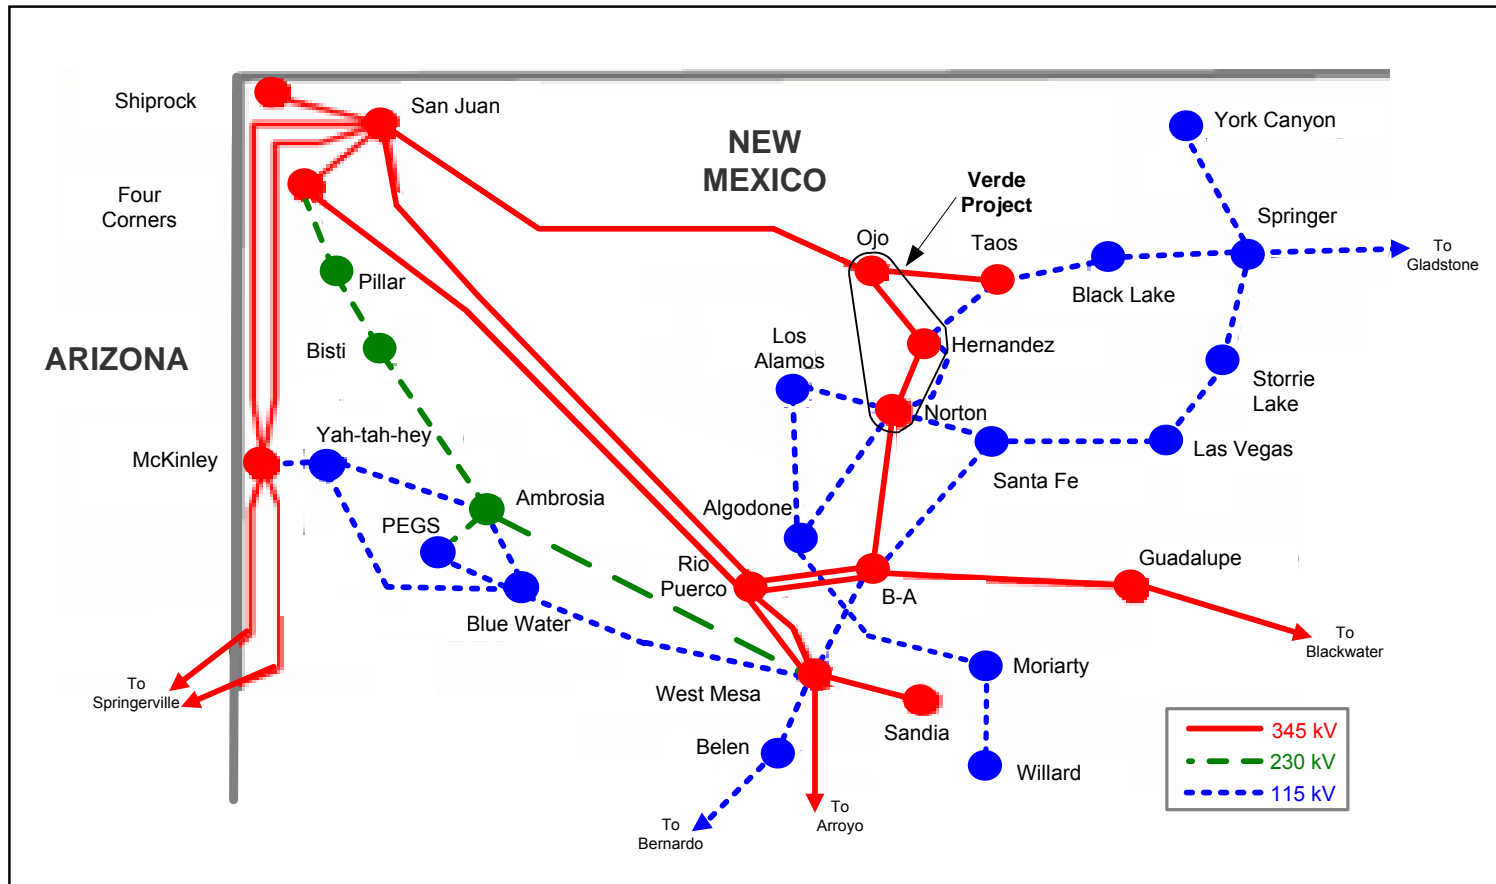 Shiprock
San Juan
York Canyon
NEW
MEXICO
Verde
Project
Four
Corners
Springer
Ojo
Taos
To
Gladstone
Pillar
Black Lake
Los
Alamos
Hernandez
Bisti
ARIZONA
Storrie
Lake
Norton
Yah-tah-hey
Las Vegas
McKinley
Santa Fe
Ambrosia
Algodone
PEGS
Rio
Puerco
Guadalupe
B-A
Blue Water
To
Blackwater
Moriarty
To
Springerville
West Mesa
Sandia
345 kV
Belen
230 kV
Willard
115 kV
To
Arroyo
To
Bernardo